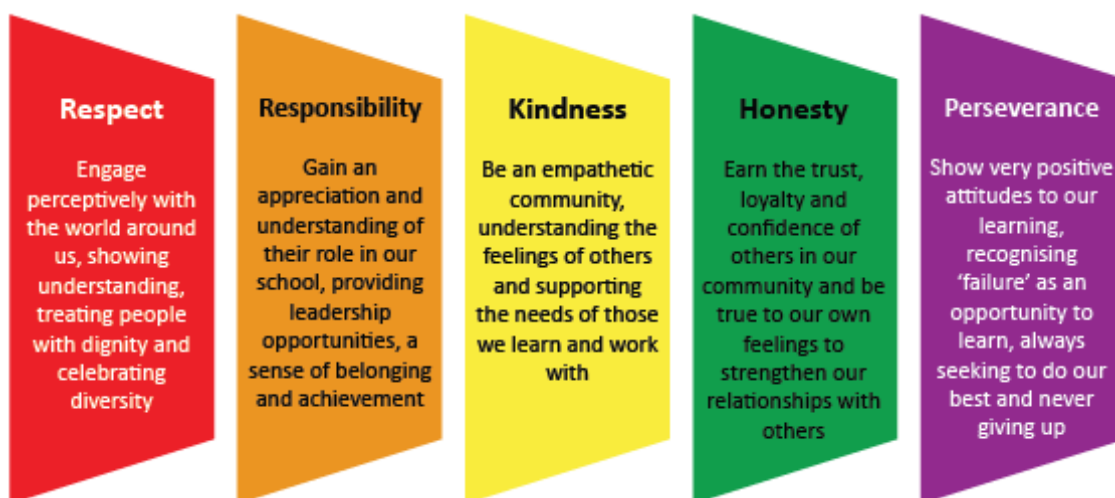 Respect
Engage
perceptively with
the world around
us, showing
understanding,
treating people
with dignity and
celebrating
diversity
Responsibility
Gain an
appreciation and
understanding of
their role in our
school, providing
leadership
opportunities, a
sense of belonging
and achievement
Kindness
Be an empathetic
community,
understanding the
feelings of others
and supporting
the needs of those
we learn and work
with
Honesty
Earn the trust,
loyalty and
confidence of
others in our
community and be
true to our own
feelings to
strengthen our
relationships with
others
Perseverance
Show very positive
attitudes to our
learning,
recognising
‘failure’ as an
opportunity to
learn, always
seeking to do our
best and never
giving up